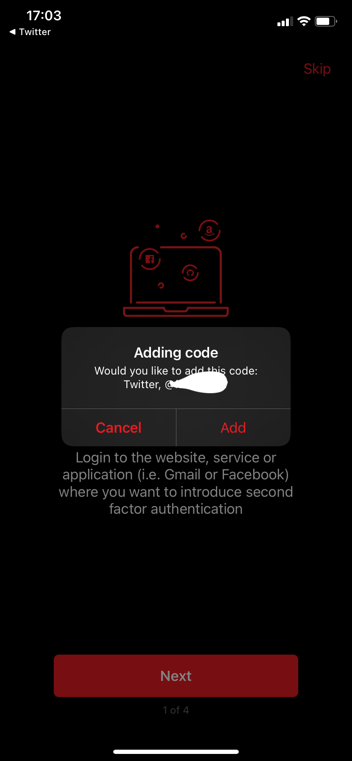 17:03
◀ Twitter
Skip
a
Adding code
Would you like to add this code:
Twitter, @
Cancel
Add
Login to the website, service or
application (i.e. Gmail or Facebook)
where you want to introduce second
factor authentication
Next
1 of 4